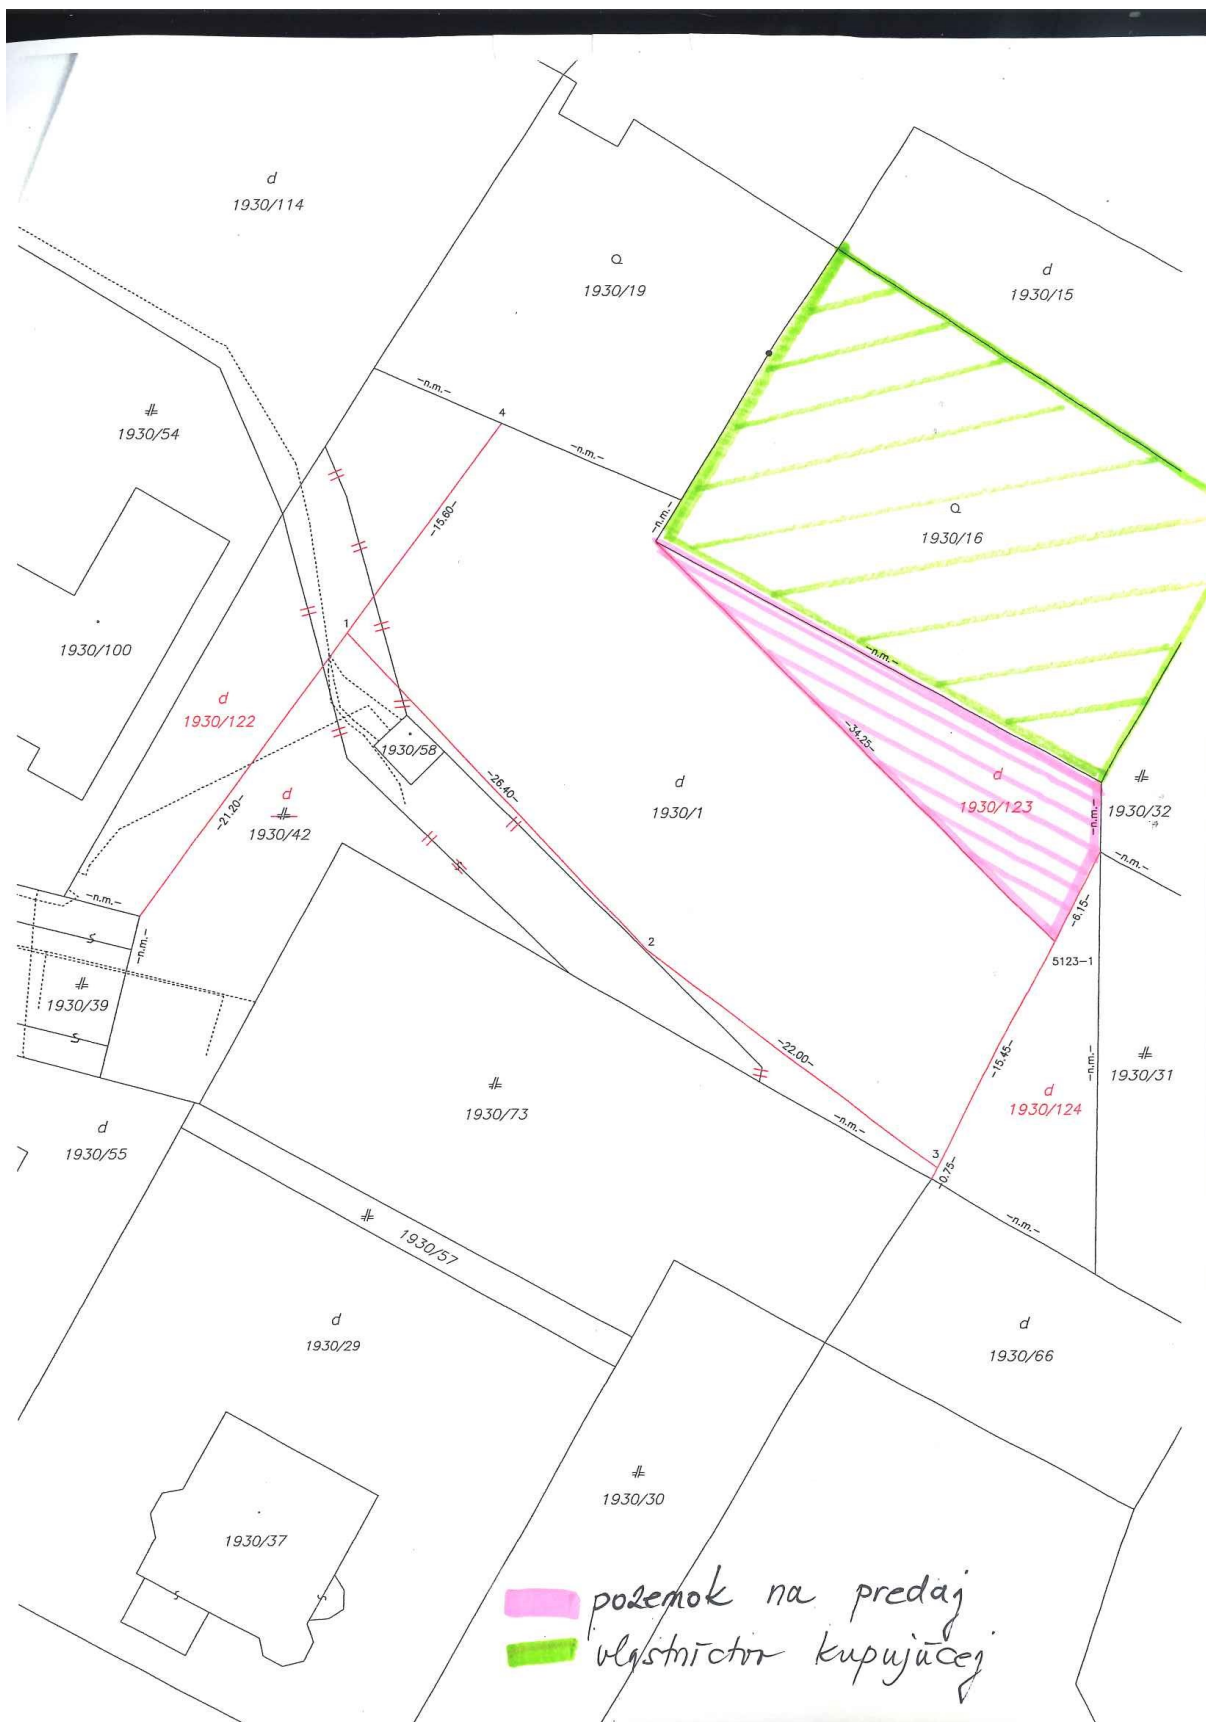 d
1930/114
Q
1930/19
d
1930/15
-n.m.-
4
-n.m.-
1930/54
-15.60-
-n.m.-
Q
1930/16
1
1930/100
-n.m.-
d
1930/122
-34.25-
1930/58
d
1930/123
1930/32
-26.40-
d
1930/1
-n.m.-
-21.20-
d
1930/42
-n.m.-
-n.m.-
-6.15-
-n.m.-
2
5123-1
1930/39
-22.00-
-15.45-
-n.m.-
1930/31
d
1930/124
1930/73
-n.m.-
d
1930/55
3
-0.75-
-n.m.-
1930/57
d
1930/29
d
1930/66
1930/30
1930/37
pozemok na predaj
vlastníctvo kupujúcej